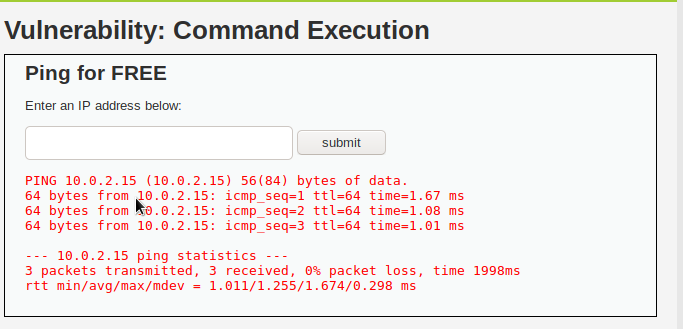 Vulnerability: Command Execution
Ping for FREE
Enter an IP address below:
submit
PING 10.0.2.15 (10.0.2.15) 56(84) bytes of data.
64 bytes from 10.0.2.15: icmp_seq=1 ttl=64 time=1.67 ms
64 bytes from 10.0.2.15: icmp_seq=2 ttl=64 time=1.08 ms
64 bytes from 10.0.2.15: icmp_seq=3 ttl=64 time=1.01 ms
--- 10.0.2.15 ping statistics ---
3 packets transmitted, 3 received, 0% packet loss, time 1998ms
rtt min/avg/max/mdev = 1.011/1.255/1.674/0.298 ms